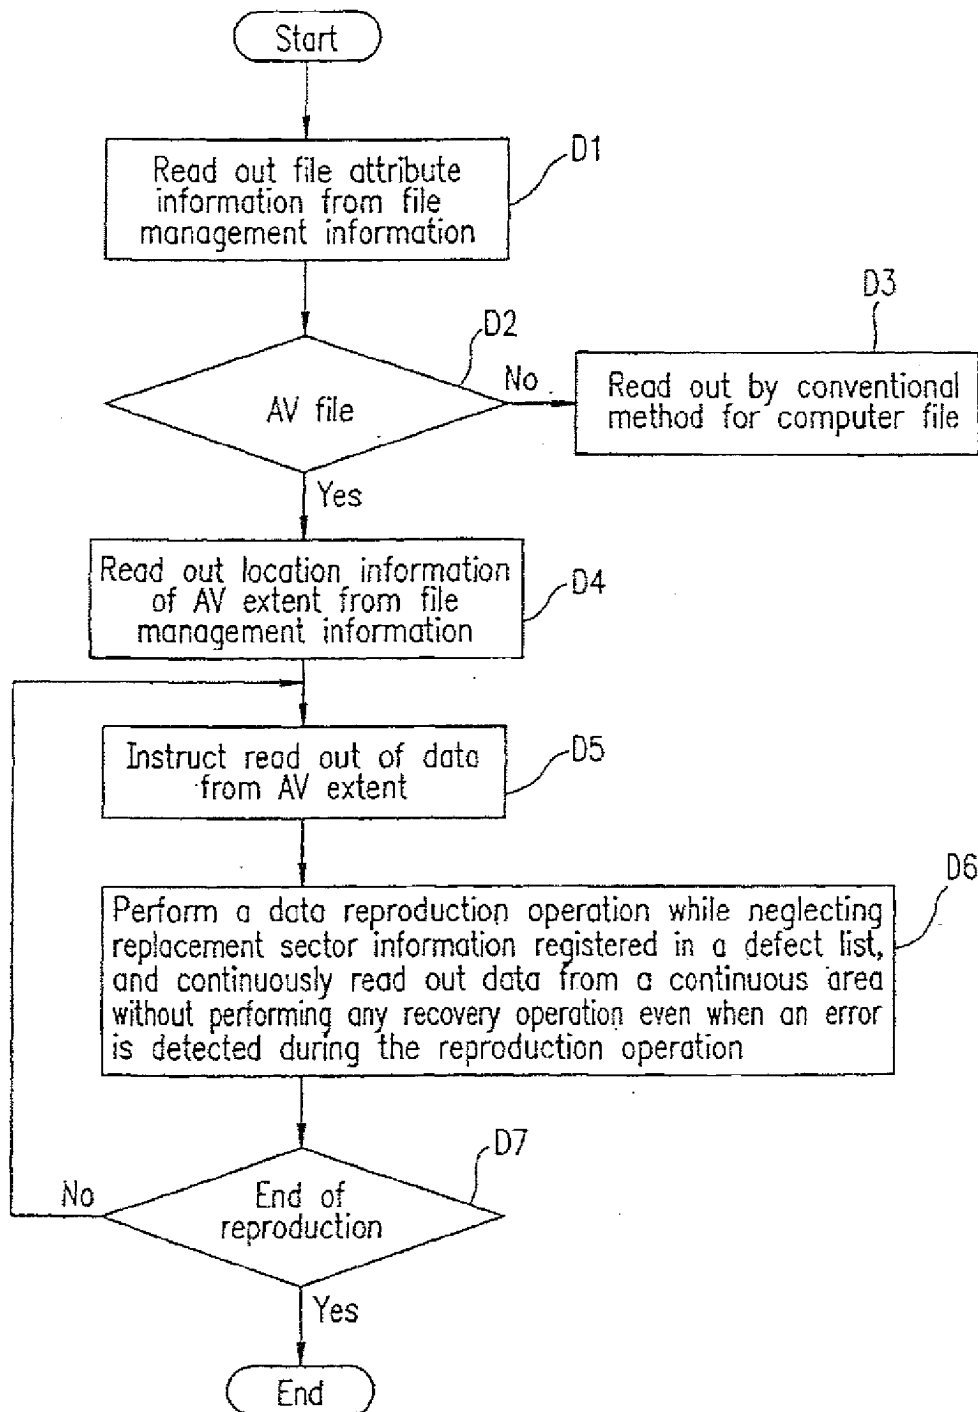 Start
D1
Read out file attribute
information from file
management information
D2
AV file
No
D3
Read out by conventional
method for computer file
Yes
Read out location information
of AV extent from file
management information
D4
Instruct read out of data
from AV extent
D5
D6
Perform a data reproduction operation while neglecting
replacement sector information registered in a defect list,
and continuously read out data from a continuous area
without performing any recovery operation even when an error
is detected during the reproduction operation
D7
End of
reproduction
No
Yes
End